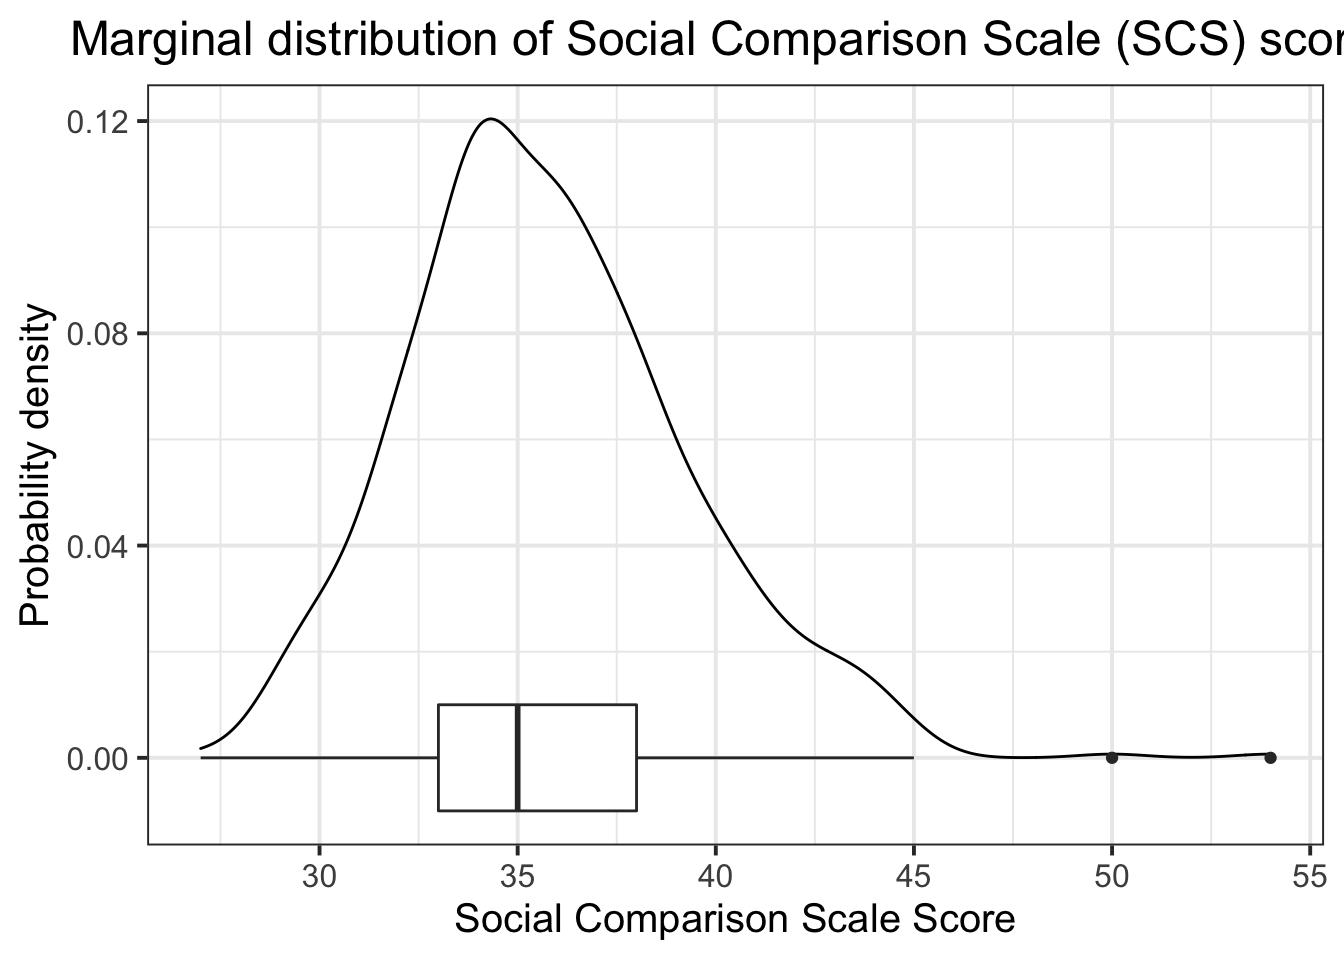 Marginal distribution of Social Comparison Scale (SCS) scor
0.12
0.08
0.04
0.00
Probability density
30 35 40 45 50 55
Social Comparison Scale Score